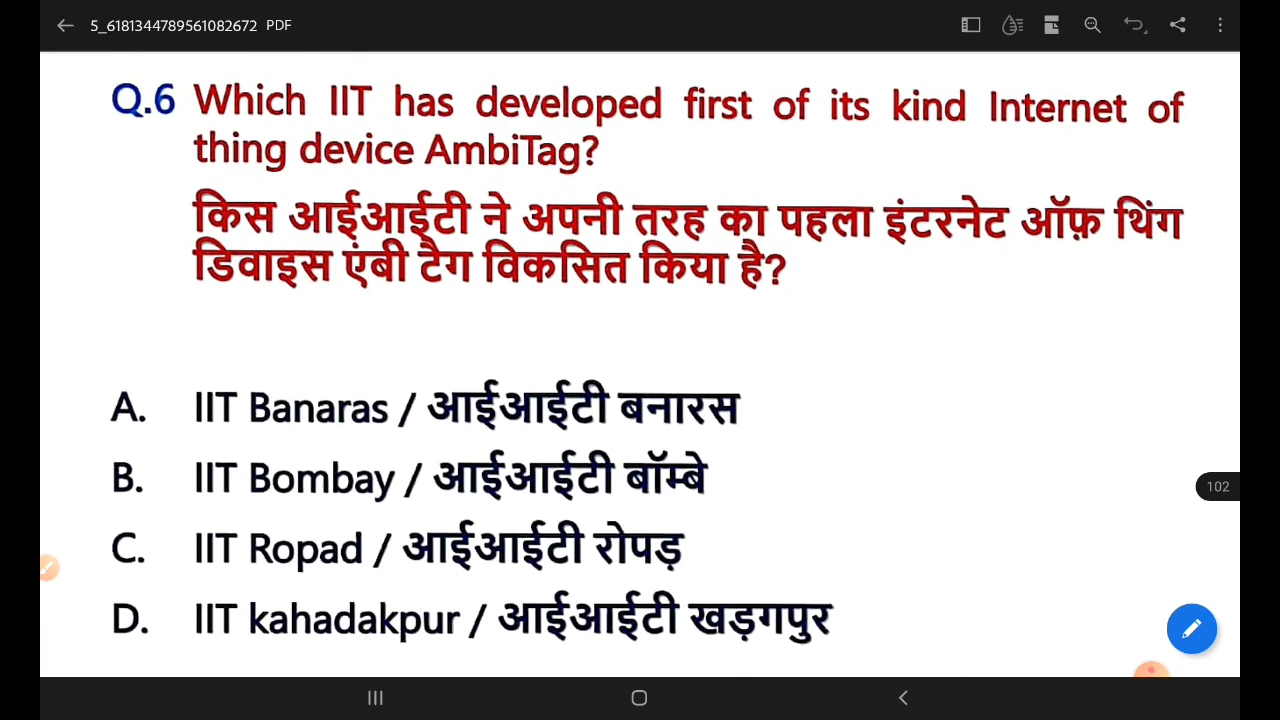 5_6181344789561082672 PDF
Q.6 Which IIT has developed first of its kind Internet of
thing device AmbiTag?
किस आईआईटी ने अपनी तरह का पहला इंटरनेट ऑफ़ थिंग
डिवाइस एंबी टैग विकसित किया है?
A. IIT Banaras / आईआईटी बनारस
B. IIT Bombay / आईआईटी बॉम्बे
102
C. IIT Ropad / आईआईटी रोपड़
D. IIT kahadakpur / आईआईटी खड़गपुर